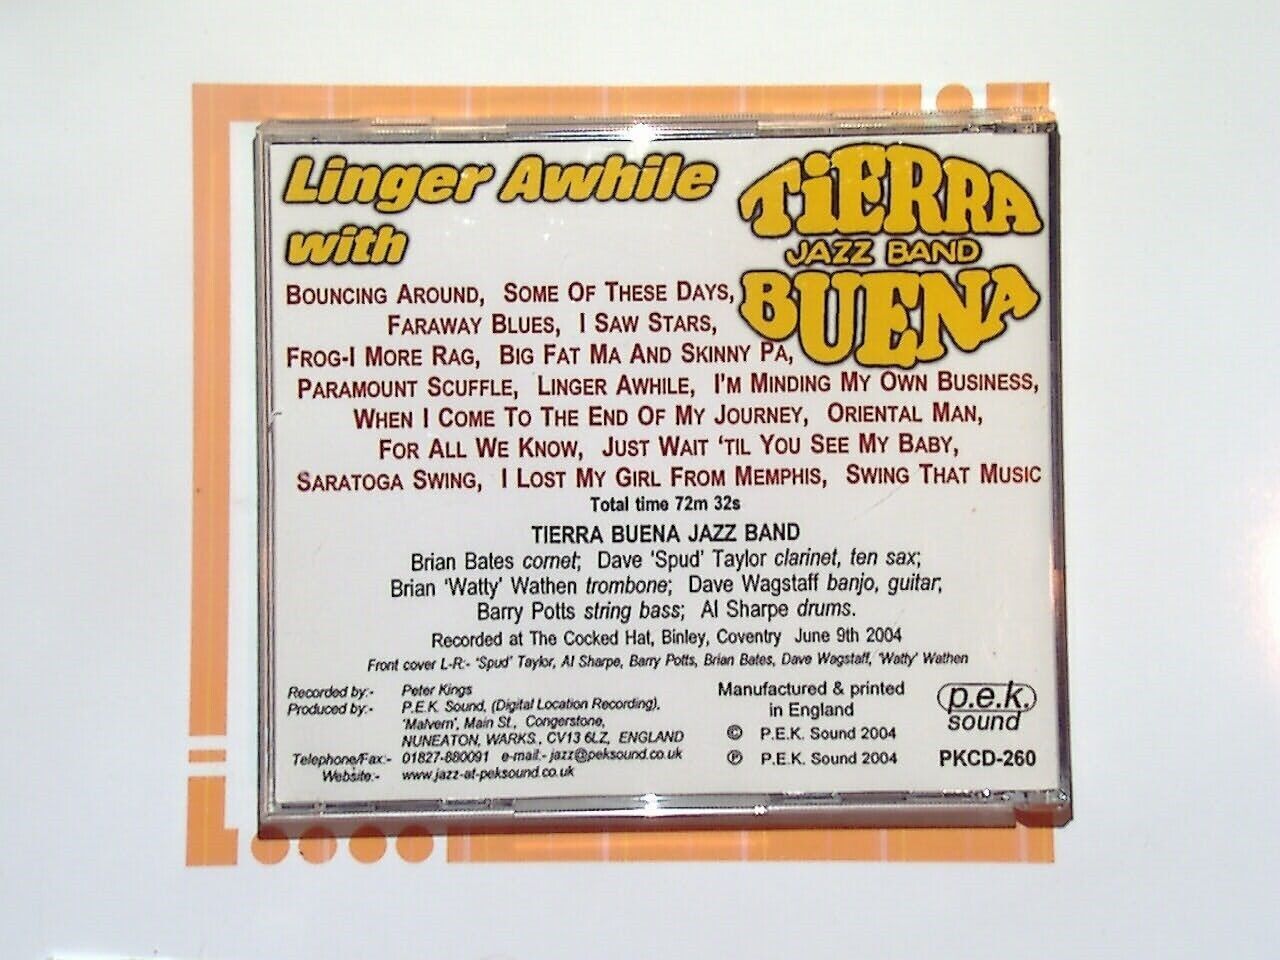 Linger Awhile
with
TiERRA
JAZZ BAND
BUENA
BOUNCING AROUND, SOME OF THESE DAYS,
FARAWAY BLUES, I SAW STARS,
FROG-I MORE RAG, BIG FAT MA AND SKINNY PA,
PARAMOUNT SCUFFLE, LINGER AWHILE, I'M MINDING MY OWN BUSINESS,
WHEN I COME TO THE END OF MY JOURNEY, ORIENTAL MAN,
FOR ALL WE KNOW, JUST WAIT 'TIL YOU SEE MY BABY,
SARATOGA SWING, I LOST MY GIRL FROM MEMPHIS, SWING THAT MUSIC
Total time 72m 32s
TIERRA BUENA JAZZ BAND
Brian Bates cornet; Dave 'Spud' Taylor clarinet, ten sax;
Brian 'Watty' Wathen trombone; Dave Wagstaff banjo, guitar;
Barry Potts string bass; Al Sharpe drums.
Recorded at The Cocked Hat, Binley, Coventry June 9th 2004
Front cover L-R:- 'Spud' Taylor, Al Sharpe, Barry Potts, Brian Bates, Dave Wagstaff, 'Watty' Wathen
Recorded by:- Peter Kings
Produced by:- P.E.K. Sound, (Digital Location Recording),
'Malvern', Main St., Congerstone,
NUNEATON, WARKS., CV13 6LZ, ENGLAND
Telephone/Fax:- 01827-880091 e-mail:- jazz@peksound.co.uk
Website:- www.jazz-at-peksound.co.uk
Manufactured & printed
in England
© P.E.K. Sound 2004
℗ P.E.K. Sound 2004
p.e.k.
sound
PKCD-260